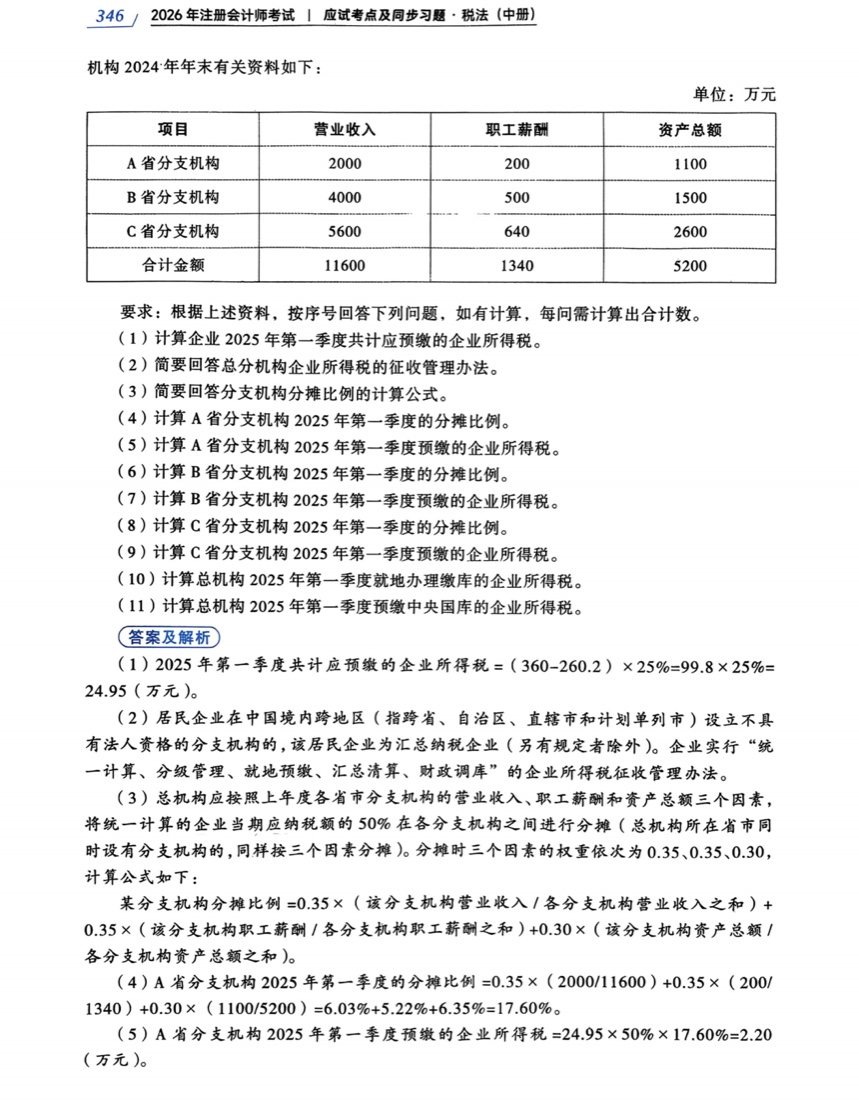 346 2026年注册会计师考试 | 应试考点及同步习题·税法（中册）
机构2024年年末有关资料如下：
单位：万元
项目 营业收入 职工薪酬 资产总额
A省分支机构 2000 200 1100
B省分支机构 4000 500 1500
C省分支机构 5600 640 2600
合计金额 11600 1340 5200
要求：根据上述资料，按序号回答下列问题，如有计算，每问需计算出合计数。
（1）计算企业2025年第一季度共计应预缴的企业所得税。
（2）简要回答总分机构企业所得税的征收管理办法。
（3）简要回答分支机构分摊比例的计算公式。
（4）计算A省分支机构2025年第一季度的分摊比例。
（5）计算A省分支机构2025年第一季度预缴的企业所得税。
（6）计算B省分支机构2025年第一季度的分摊比例。
（7）计算B省分支机构2025年第一季度预缴的企业所得税。
（8）计算C省分支机构2025年第一季度的分摊比例。
（9）计算C省分支机构2025年第一季度预缴的企业所得税。
（10）计算总机构2025年第一季度就地办理缴库的企业所得税。
（11）计算总机构2025年第一季度预缴中央国库的企业所得税。
答案及解析
（1）2025年第一季度共计应预缴的企业所得税=（360-260.2）×25%=99.8×25%=
24.95（万元）。
（2）居民企业在中国境内跨地区（指跨省、自治区、直辖市和计划单列市）设立不具
有法人资格的分支机构的，该居民企业为汇总纳税企业（另有规定者除外）。企业实行“统
一计算、分级管理、就地预缴、汇总清算、财政调库”的企业所得税征收管理办法。
（3）总机构应按照上年度各省市分支机构的营业收入、职工薪酬和资产总额三个因素，
将统一计算的企业当期应纳税额的50%在各分支机构之间进行分摊（总机构所在省市同
时设有分支机构的，同样按三个因素分摊）。分摊时三个因素的权重依次为0.35、0.35、0.30，
计算公式如下：
某分支机构分摊比例=0.35×（该分支机构营业收入/各分支机构营业收入之和）+
0.35×（该分支机构职工薪酬/各分支机构职工薪酬之和）+0.30×（该分支机构资产总额/
各分支机构资产总额之和）。
（4）A省分支机构2025年第一季度的分摊比例=0.35×（2000/11600）+0.35×（200/
1340）+0.30×（1100/5200）=6.03%+5.22%+6.35%=17.60%。
（5）A省分支机构2025年第一季度预缴的企业所得税=24.95×50%×17.60%=2.20
（万元）。